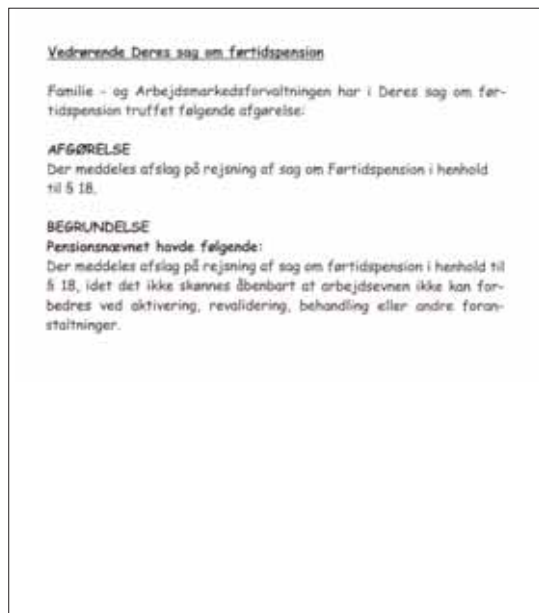 Vedrørende Deres sag om førtidspension
Familie - og Arbejdsmarkedsforvaltningen har i Deres sag om før-
tidspension truffet følgende afgørelse:
AFGØRELSE
Der meddeles afslag på rejsning af sag om Førtidspension i henhold
til § 18.
BEGRUNDELSE
Pensionsnævnet havde følgende:
Der meddeles afslag på rejsning af sag om førtidspension i henhold til
§ 18, idet det ikke skønnes åbenbart at arbejdsevnen ikke kan for-
bedres ved aktivering, revalidering, behandling eller andre foran-
staltninger.